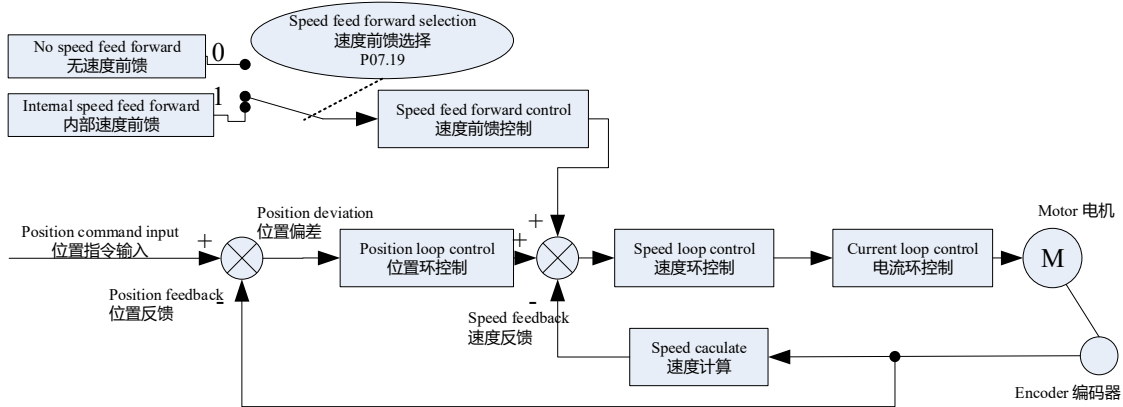 Speed feed forward selection
速度前馈选择
P07.19
No speed feed forward
无速度前馈
0
Internal speed feed forward
内部速度前馈
1
Speed feed forward control
速度前馈控制
Position command input
位置指令输入
+
Position deviation
位置偏差
Position feedback
位置反馈
-
Position loop control
位置环控制
+
+
-
Speed feedback
速度反馈
Speed loop control
速度环控制
Current loop control
电流环控制
Motor 电机
M
Speed caculate
速度计算
Encoder 编码器